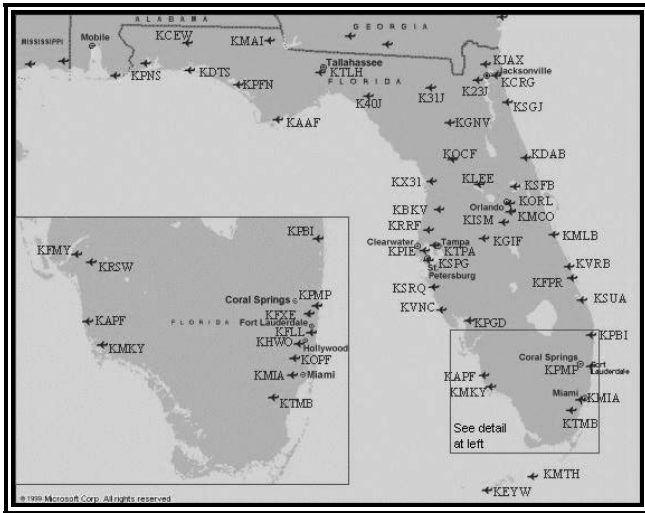 ALABAMA
GEORGIA
MISSISSIPPI
Mobile
KCEW
KMAI
KJAX
Jacksonville
KCRG
Tallahassee
KTLH
KPNS
KDTS
KPFN
FLORIDA
K40J
K31J
K23J
KSGJ
KAAF
KGNV
KOCF
KDAB
KX31
KLEE
KSFB
KBKV
Orlando
KORL
KMCO
KRRF
KISM
KMLB
Clearwater
Tampa
KGIF
KPIE
KTPA
KSPG
St.
Petersburg
KVRB
KFPR
KSRQ
KSUA
KVNC
KPGD
KPBI
Coral Springs
KPMP
Fort
Lauderdale
KAPF
KMKY
Miami
KMIA
KTMB
See detail
at left
KMTH
KEYW
KPBI
KFMY
KRSW
Coral Springs
KPMP
KFXE
KAPF
FLORIDA
Fort Lauderdale
KFLL
KHWO
Hollywood
KMKY
KOPF
KMIA
Miami
KTMB
© 1999 Microsoft Corp. All rights reserved